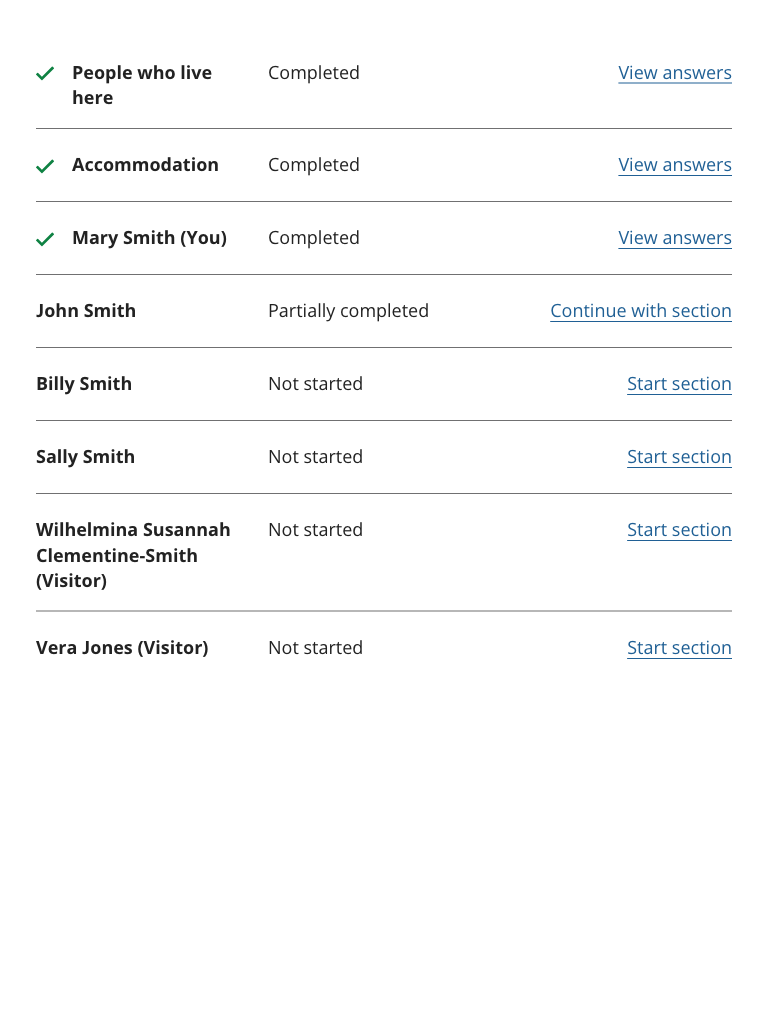 People who live Completed View answers
here
Accommodation Completed View answers
Mary Smith (You) Completed View answers
John Smith Partially completed Continue with section
Billy Smith Not started Start section
Sally Smith Not started Start section
Wilhelmina Susannah Not started Start section
Clementine-Smith
(Visitor)
Vera Jones (Visitor) Not started Start section